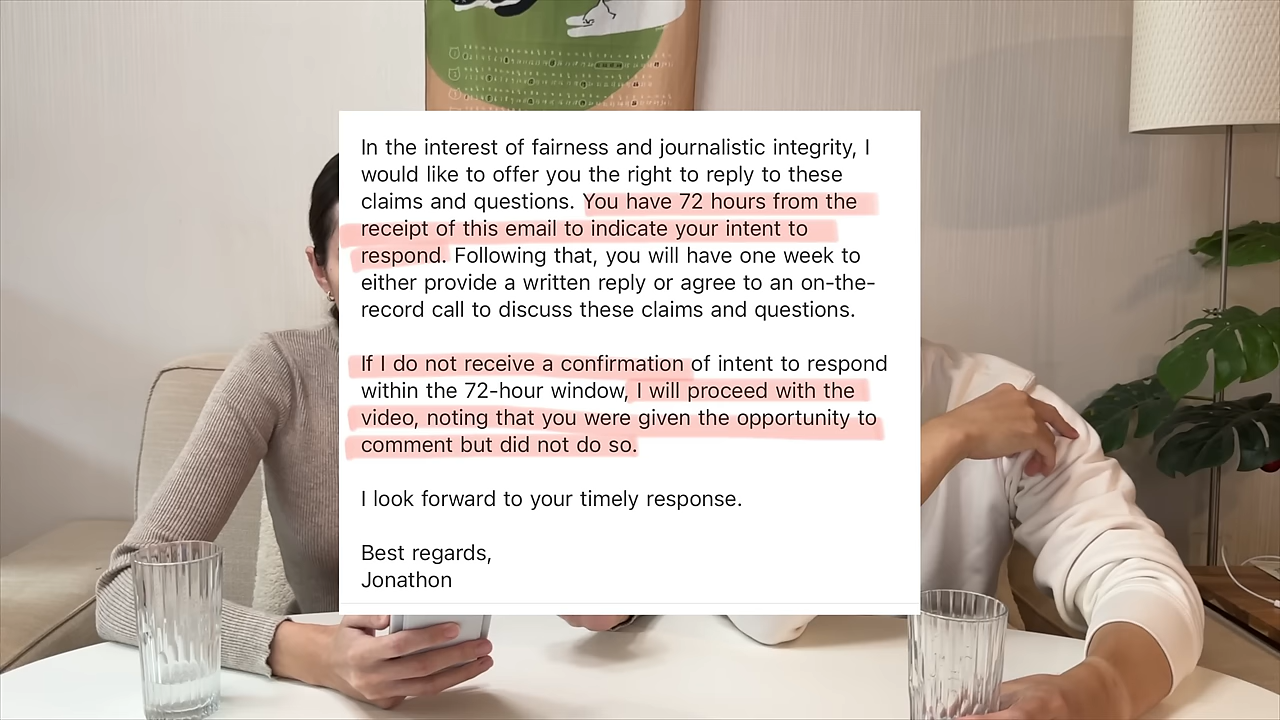 In the interest of fairness and journalistic integrity, I
would like to offer you the right to reply to these
claims and questions. You have 72 hours from the
receipt of this email to indicate your intent to
respond. Following that, you will have one week to
either provide a written reply or agree to an on-the-
record call to discuss these claims and questions.
If I do not receive a confirmation of intent to respond
within the 72-hour window, I will proceed with the
video, noting that you were given the opportunity to
comment but did not do so.
I look forward to your timely response.
Best regards,
Jonathon